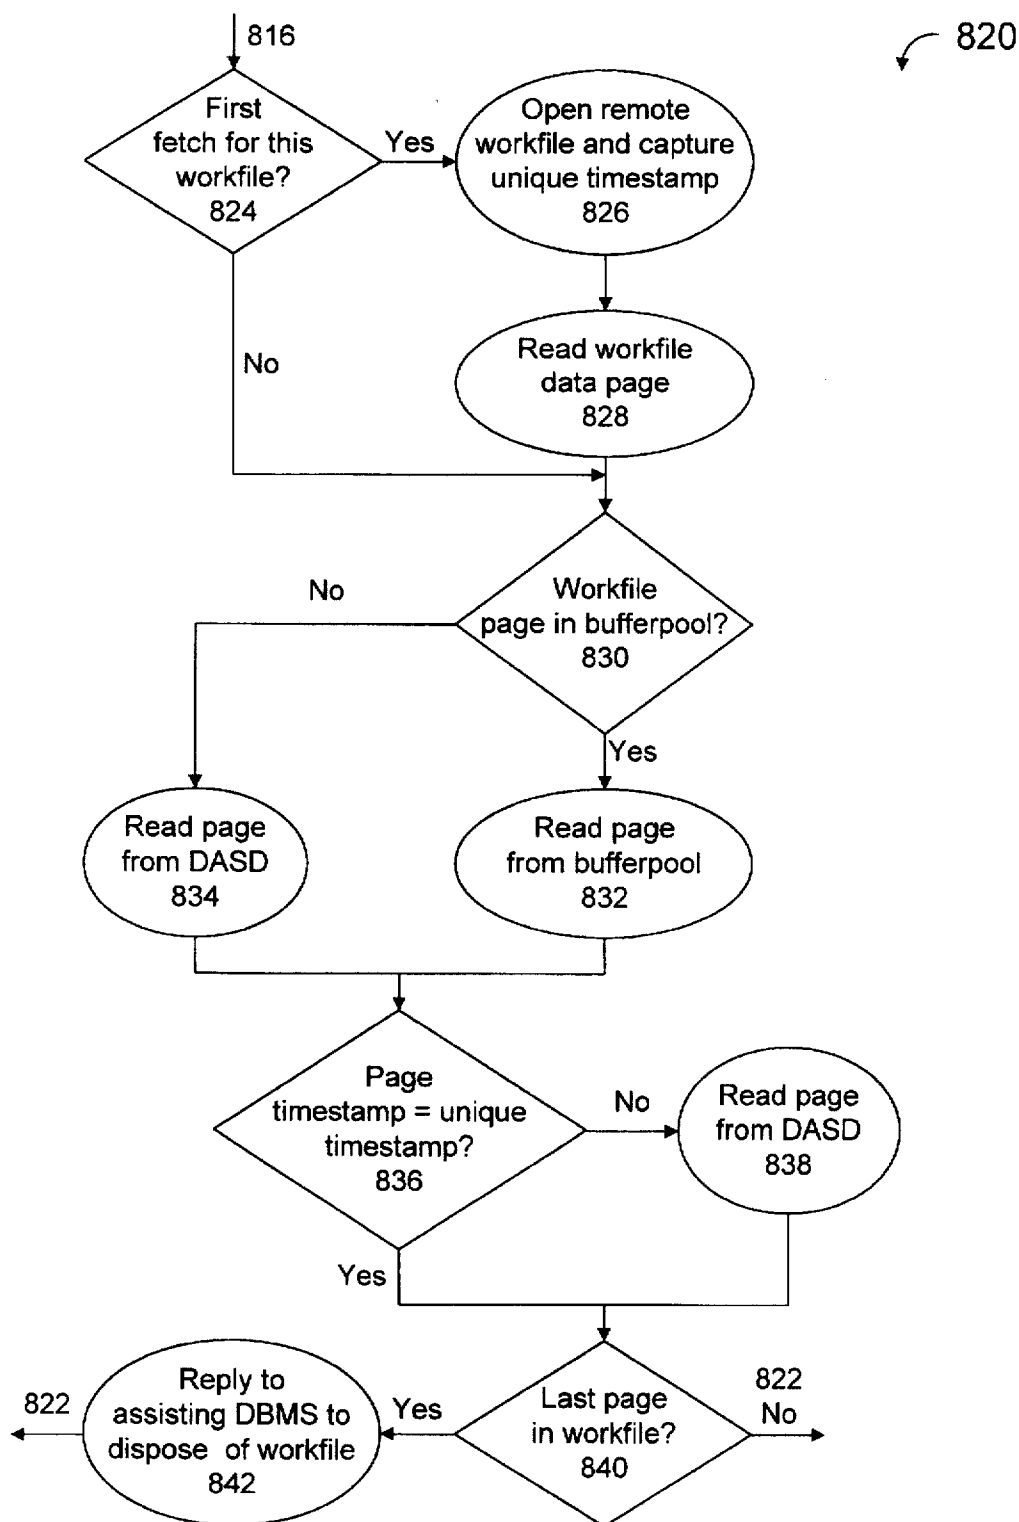 816
820
First
fetch for this
workfile?
824
Yes
Open remote
workfile and capture
unique timestamp
826
No
Read workfile
data page
828
No
Workfile
page in bufferpool?
830
Yes
Read page
from DASD
834
Read page
from bufferpool
832
Page
timestamp = unique
timestamp?
836
No
Read page
from DASD
838
Yes
822
Reply to
assisting DBMS to
dispose of workfile
842
Yes
Last page
in workfile?
840
822
No